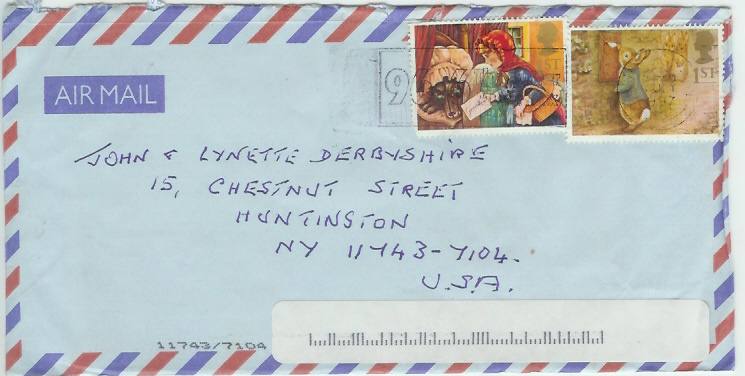 1ST
1ST
AIR MAIL
JOHN & LYNETTE DERBYSHIRE
15, CHESTNUT STREET
HUNTINGTON
NY 11743-7104.
U.S.A.
11743/7104